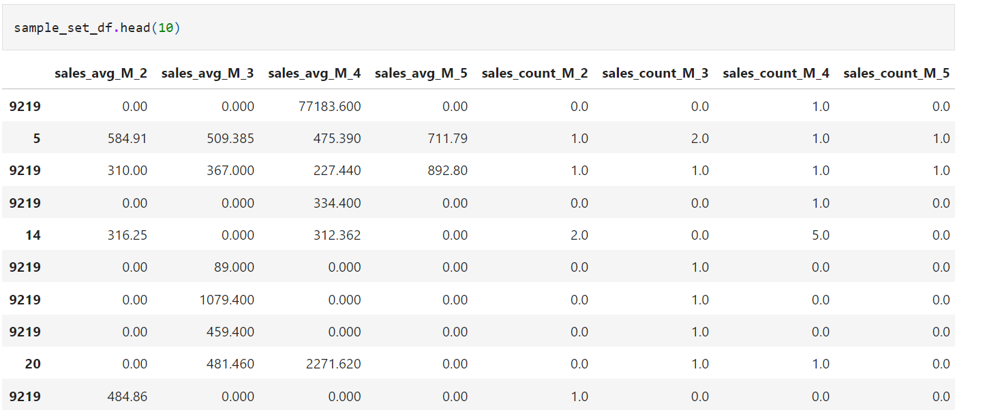 sample_set_df.head(10)
sales_avg_M_2 sales_avg_M_3 sales_avg_M_4 sales_avg_M_5 sales_count_M_2 sales_count_M_3 sales_count_M_4 sales_count_M_5
9219 0.00 0.000 77183.600 0.00 0.0 0.0 1.0 0.0
5 584.91 509.385 475.390 711.79 1.0 2.0 1.0 1.0
9219 310.00 367.000 227.440 892.80 1.0 1.0 1.0 1.0
9219 0.00 0.000 334.400 0.00 0.0 0.0 1.0 0.0
14 316.25 0.000 312.362 0.00 2.0 0.0 5.0 0.0
9219 0.00 89.000 0.000 0.00 0.0 1.0 0.0 0.0
9219 0.00 1079.400 0.000 0.00 0.0 1.0 0.0 0.0
9219 0.00 459.400 0.000 0.00 0.0 1.0 0.0 0.0
20 0.00 481.460 2271.620 0.00 0.0 1.0 1.0 0.0
9219 484.86 0.000 0.000 0.00 1.0 0.0 0.0 0.0